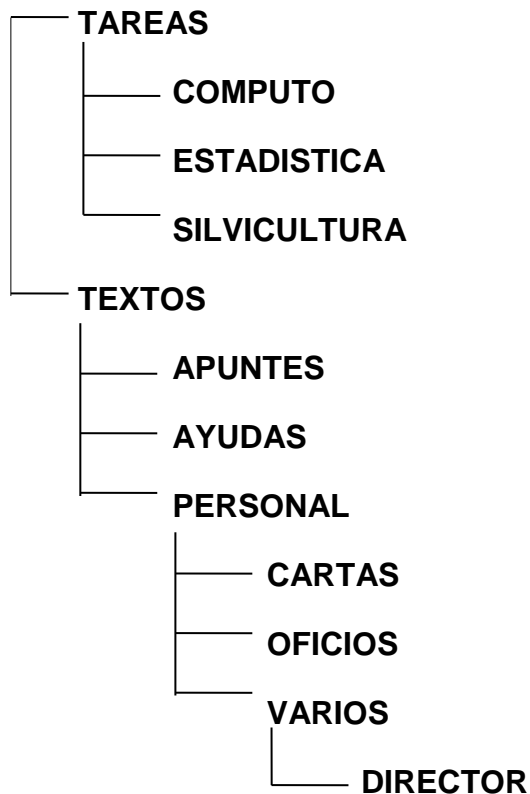 TAREAS
COMPUTO
ESTADISTICA
SILVICULTURA
TEXTOS
APUNTES
AYUDAS
PERSONAL
CARTAS
OFICIOS
VARIOS
DIRECTOR